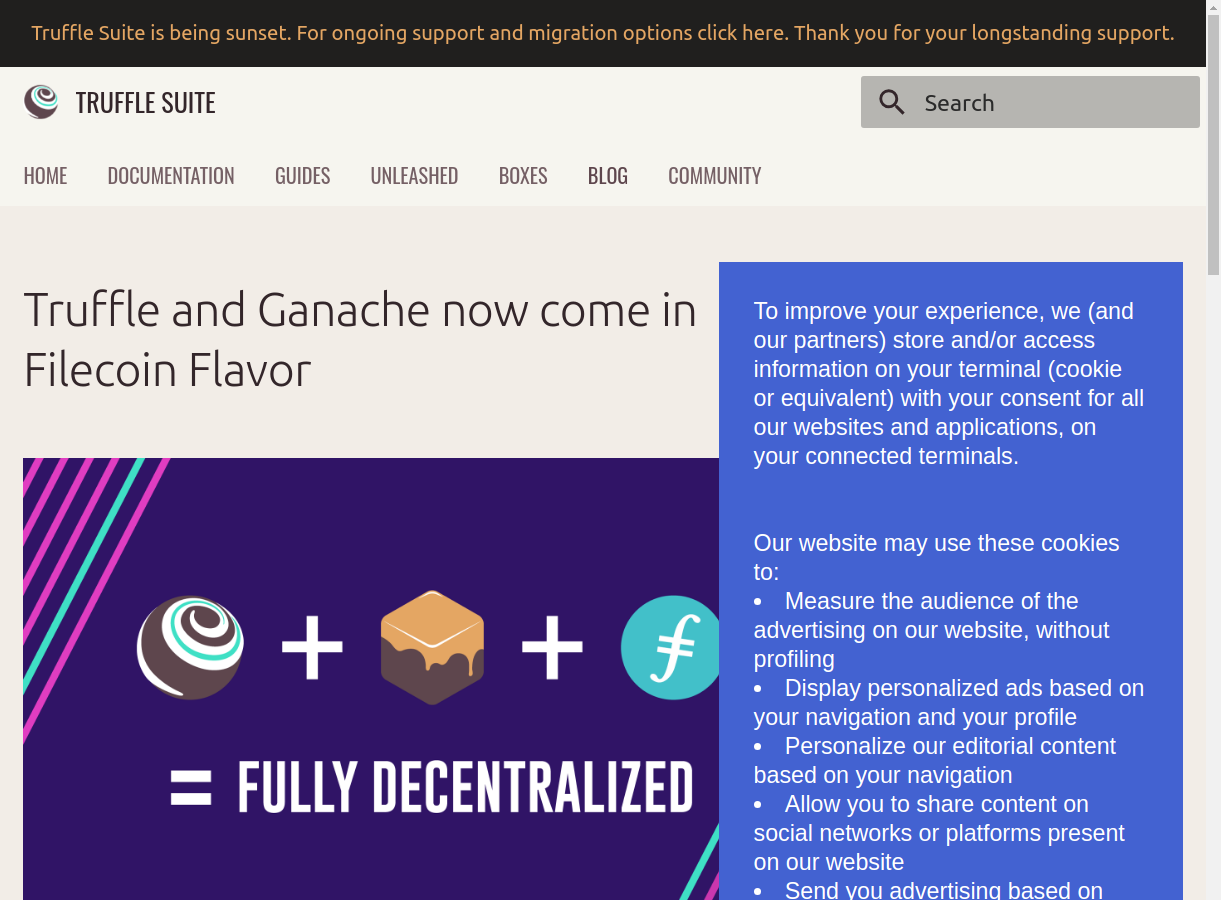 Truffle Suite is being sunset. For ongoing support and migration options click here. Thank you for your longstanding support.
TRUFFLE SUITE
Search
HOME DOCUMENTATION GUIDES UNLEASHED BOXES BLOG COMMUNITY
Truffle and Ganache now come in
Filecoin Flavor
= FULLY DECENTRALIZED
To improve your experience, we (and
our partners) store and/or access
information on your terminal (cookie
or equivalent) with your consent for all
our websites and applications, on
your connected terminals.
Our website may use these cookies
to:
• Measure the audience of the
advertising on our website, without
profiling
• Display personalized ads based on
your navigation and your profile
• Personalize our editorial content
based on your navigation
• Allow you to share content on
social networks or platforms present
on our website
• Send you advertising based on